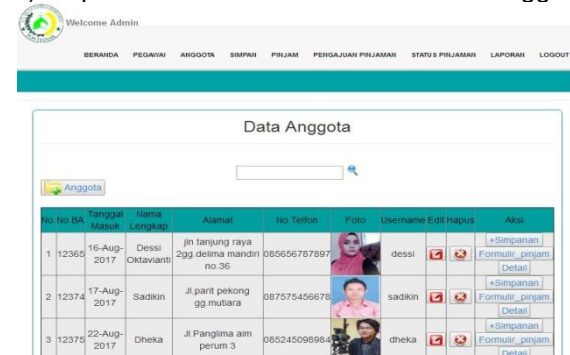 Welcome Admin
BERANDA PEGAWAI ANGGOTA SIMPAN PINJAM PENGAJUAN PINJAMAN STATUS PINJAMAN LAPORAN LOGOUT
Data Anggota
Anggota
No No.BA Tanggal Masuk Nama Lengkap Alamat No.Telfon Foto Username Edit Hapus Aksi
1 12365 16-Aug-2017 Dessi Oktavianti jln tanjung raya 2gg.delima mandiri no.36 085656787897 dessi +Simpanan Formulir_pinjam Detail
2 12374 17-Aug-2017 Sadikin Jl.parit pekong gg.mutiara 087575456678 sadikin +Simpanan Formulir_pinjam Detail
3 12375 22-Aug-2017 Dheka Jl.Panglima aim perum 3 085245098984 dheka +Simpanan Formulir_pinjam Detail